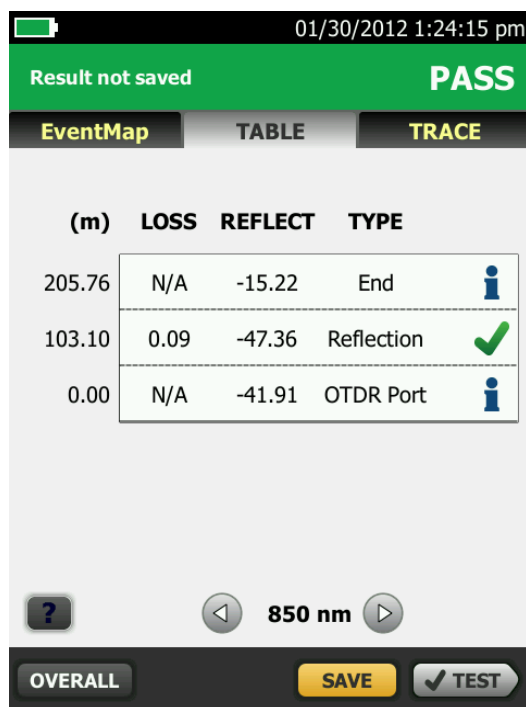 01/30/2012 1:24:15 pm
Result not saved PASS
EventMap TABLE TRACE
(m) LOSS REFLECT TYPE
205.76 N/A -15.22 End
103.10 0.09 -47.36 Reflection
0.00 N/A -41.91 OTDR Port
? 850 nm
OVERALL SAVE TEST